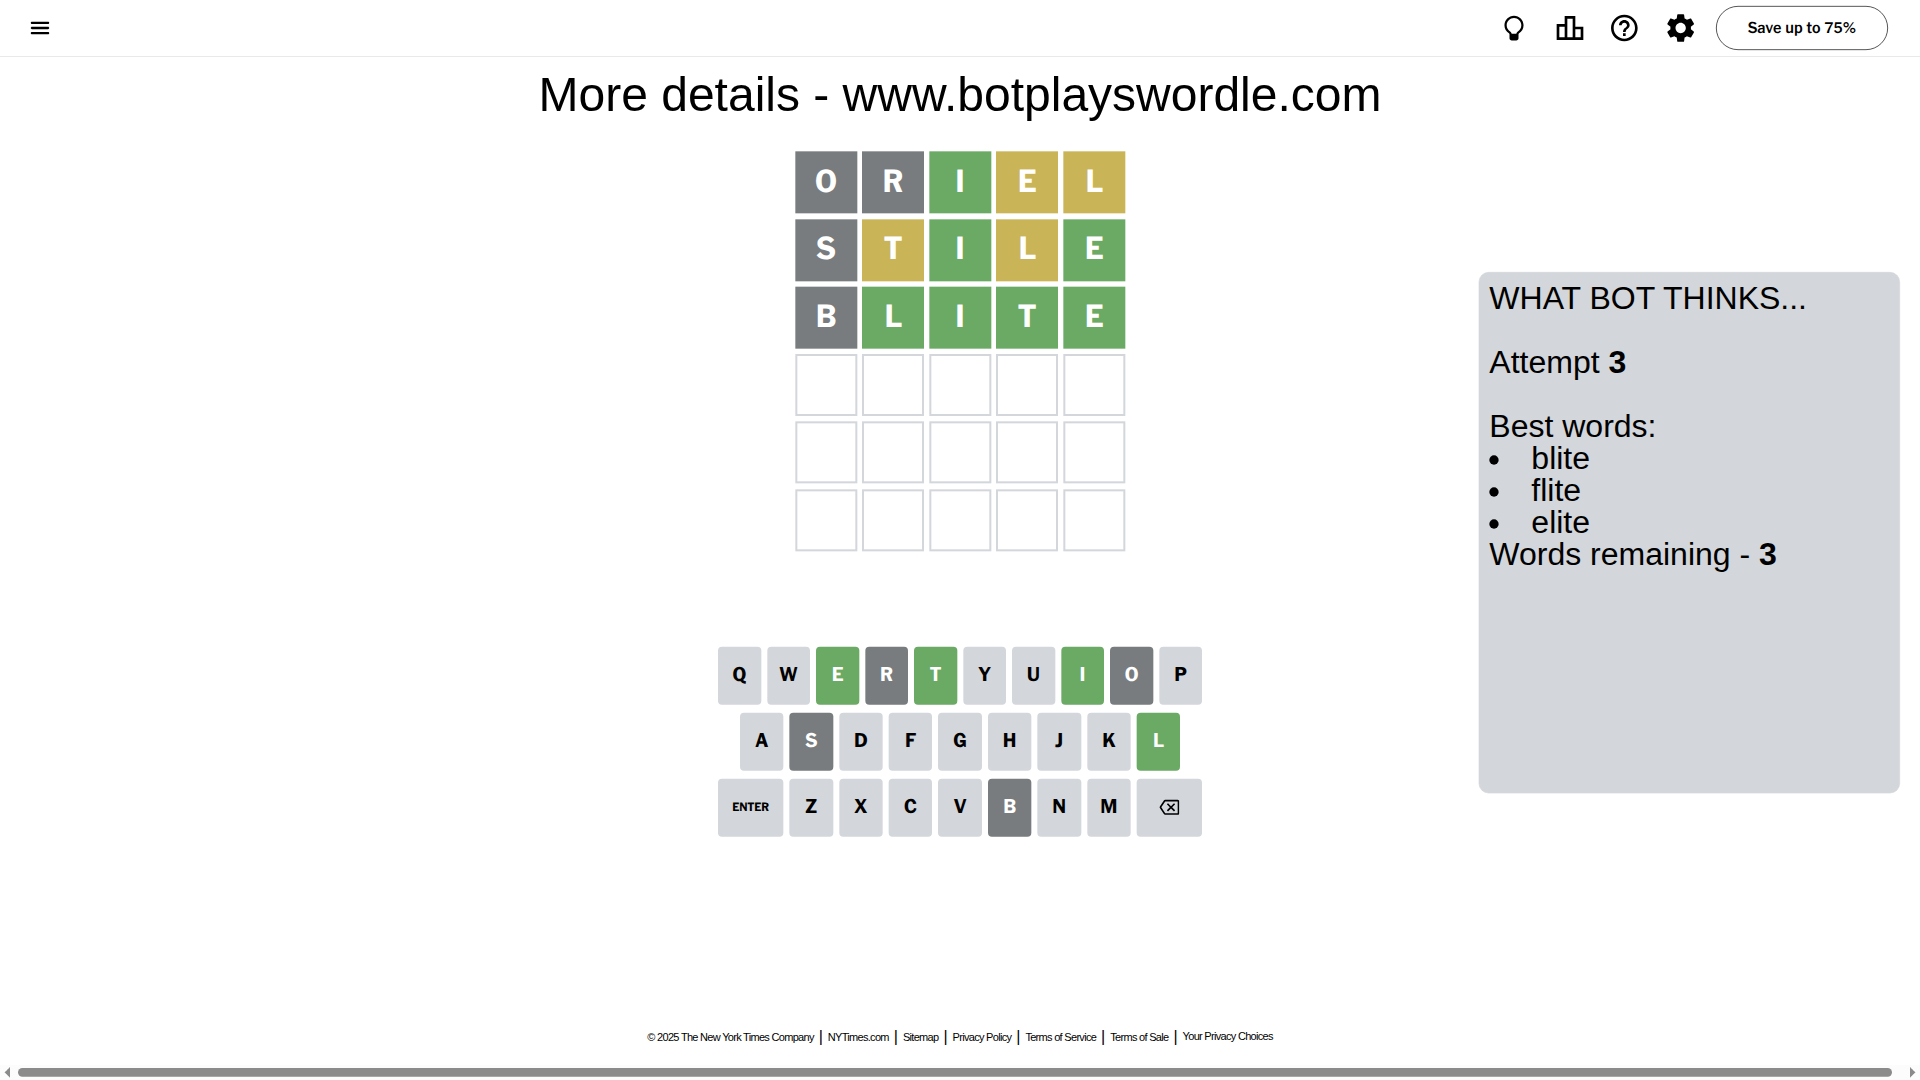 Save up to 75%
More details - www.botplayswordle.com
O R I E L
S T I L E
B L I T E
WHAT BOT THINKS...
Attempt 3
Best words:
• blite
• flite
• elite
Words remaining - 3
Q W E R T Y U I O P
A S D F G H J K L
ENTER Z X C V B N M
© 2025 The New York Times Company | NYTimes.com | Sitemap | Privacy Policy | Terms of Service | Terms of Sale | Your Privacy Choices